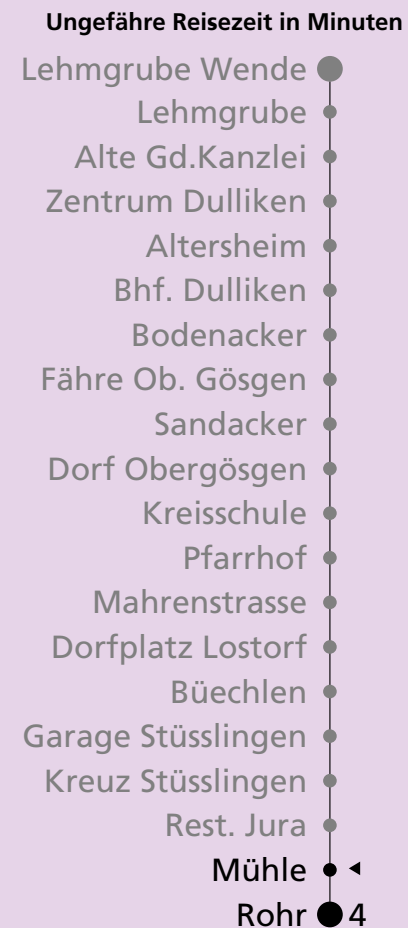 Ungefähre Reisezeit in Minuten
Lehmgrube Wende
Lehmgrube
Alte Gd.Kanzlei
Zentrum Dulliken
Altersheim
Bhf. Dulliken
Bodenacker
Fähre Ob. Gösgen
Sandacker
Dorf Obergösgen
Kreisschule
Pfarrhof
Mahrenstrasse
Dorfplatz Lostorf
Büechlen
Garage Stüsslingen
Kreuz Stüsslingen
Rest. Jura
Mühle
Rohr 4